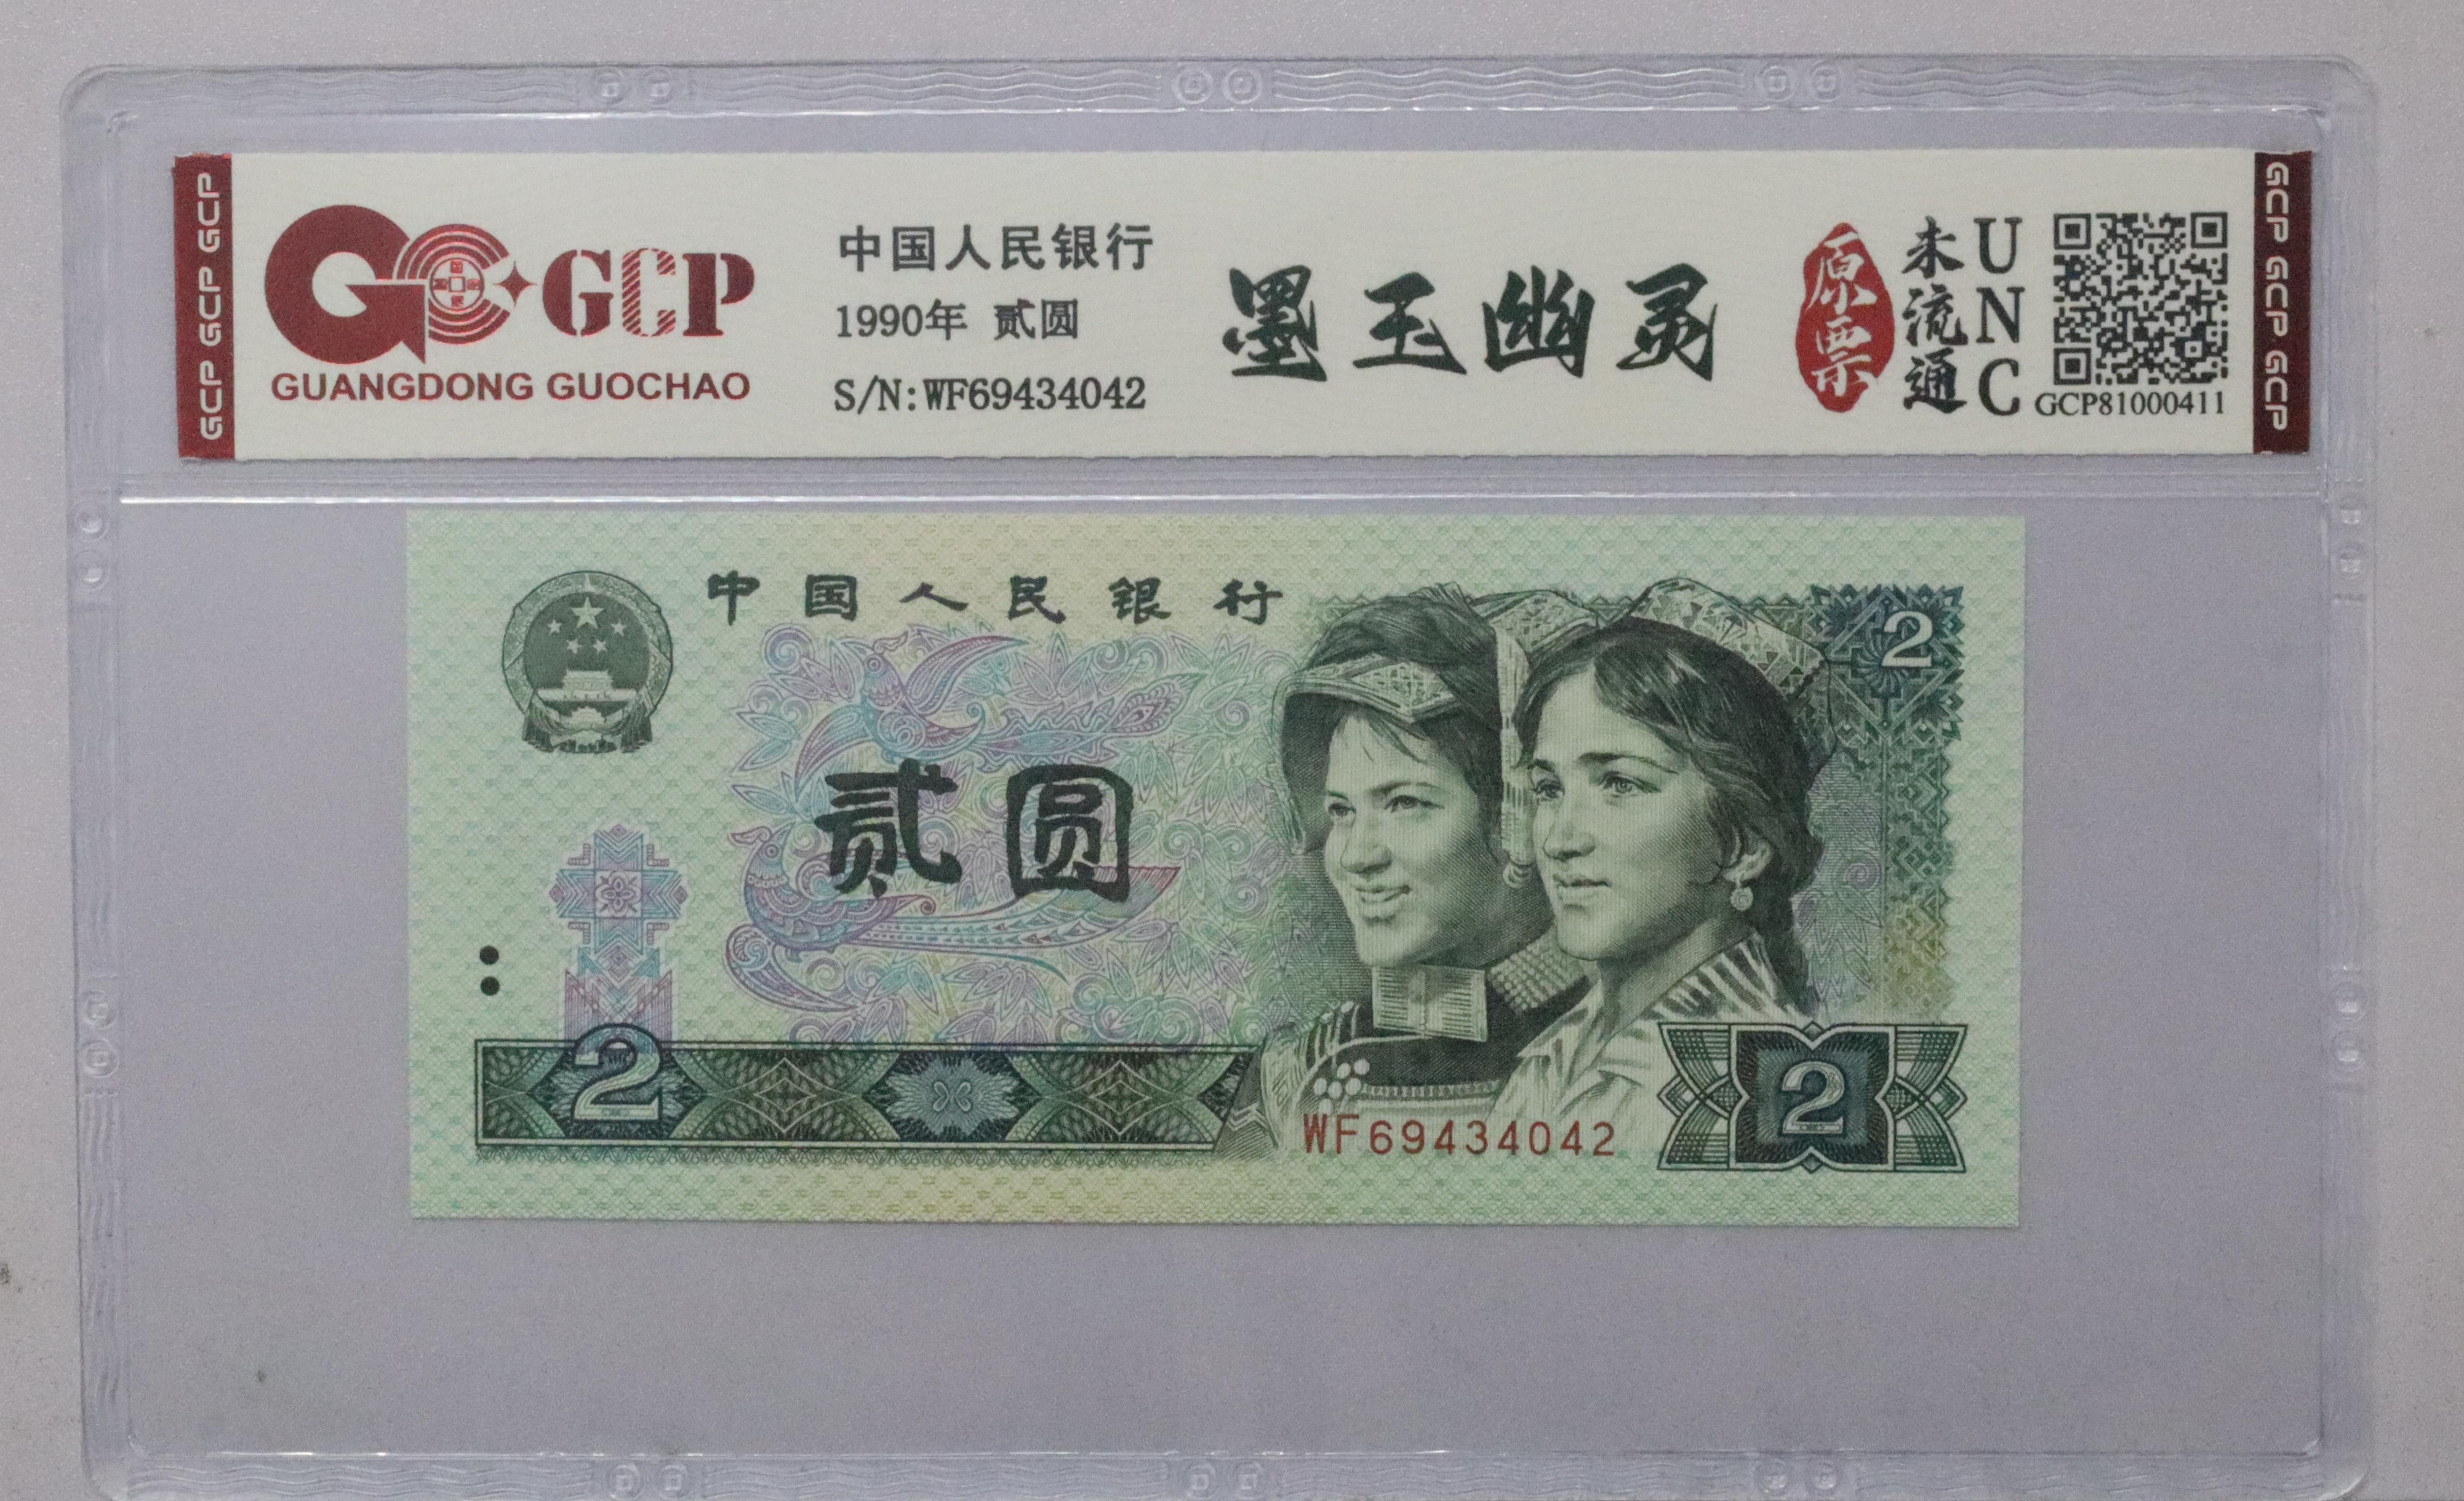 GCP GCP GCP
GCP
GUANGDONG GUOCHAO
中国人民银行
1990年 贰圆
S/N:WF69434042
墨玉幽灵
原票
未流通
UNC
GCP81000411
GCP GCP GCP
中国人民银行
2
贰圆
2
WF69434042
2